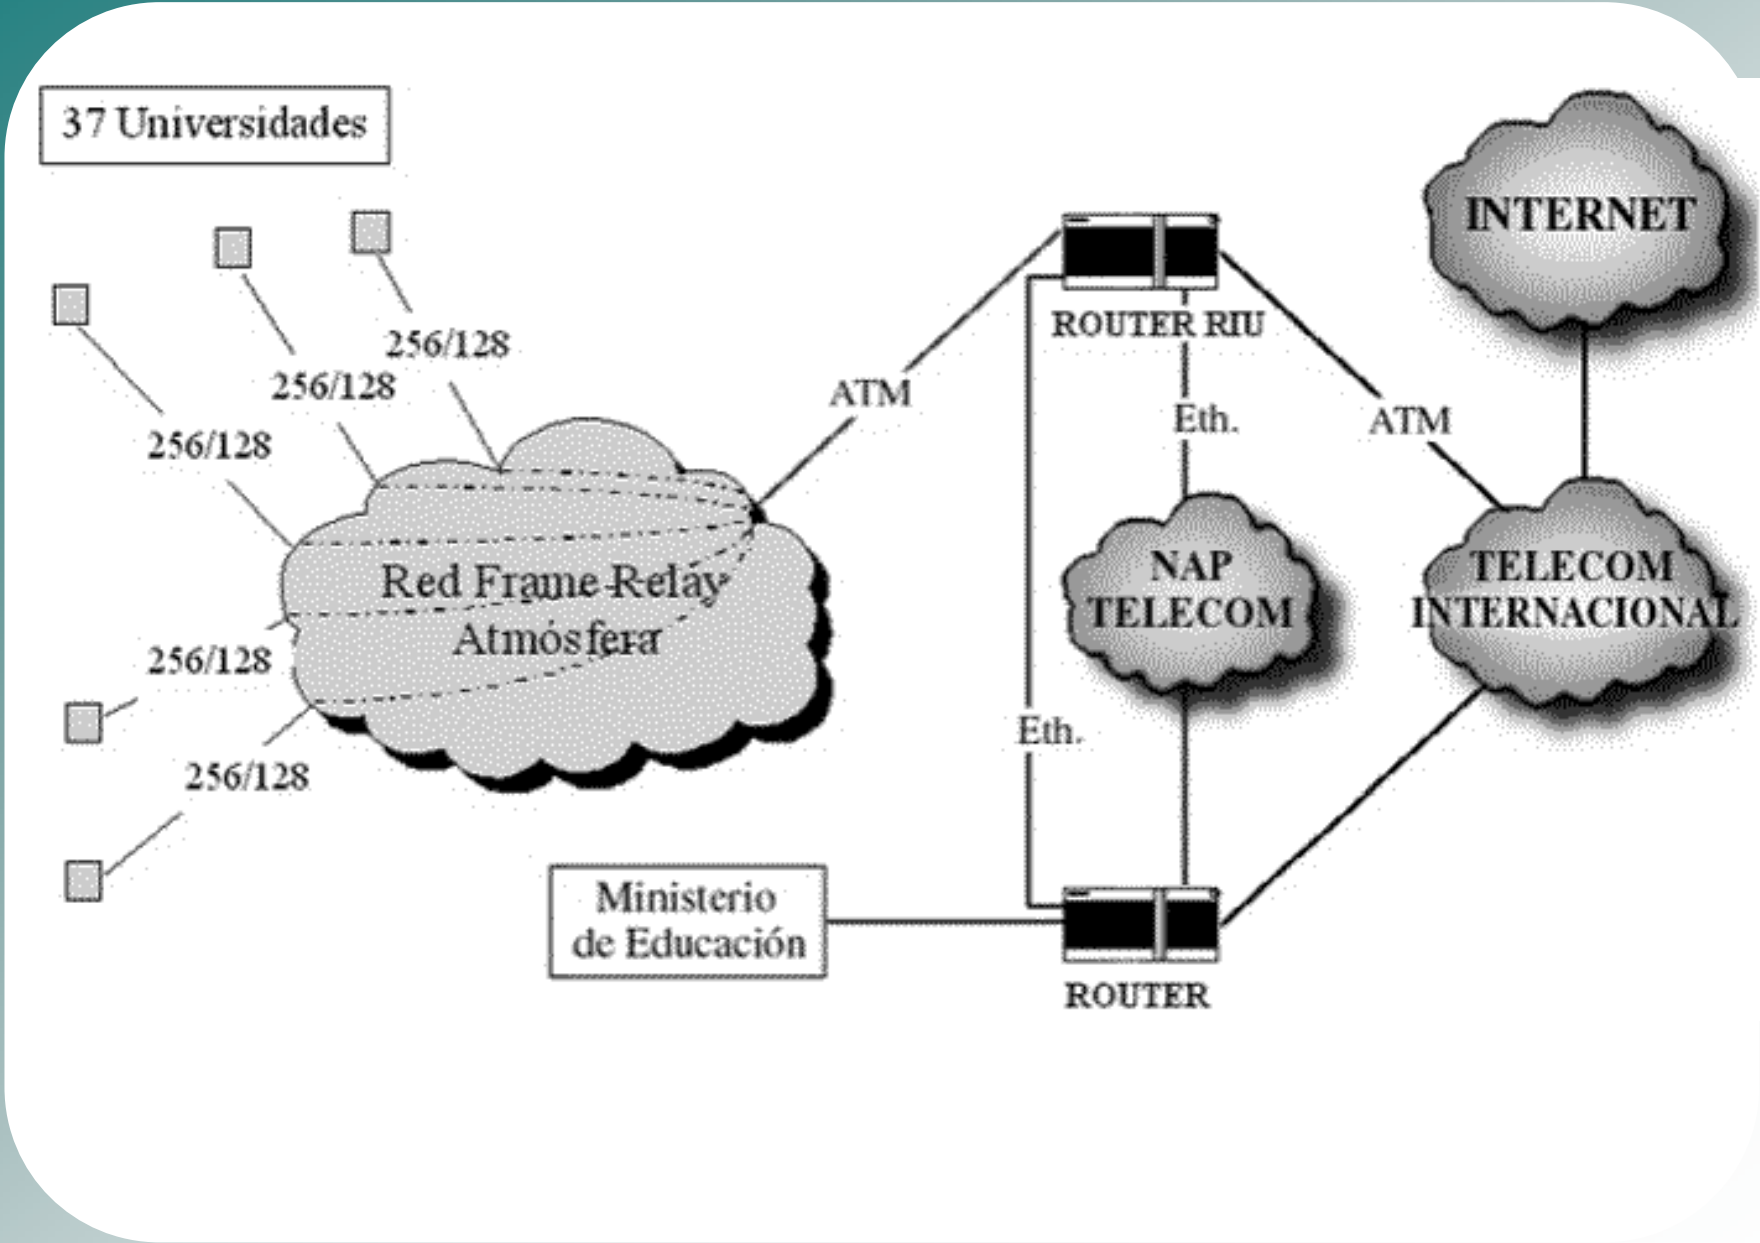 37 Universidades
INTERNET
256/128
ROUTER RIU
256/128
ATM
Eth.
ATM
256/128
Red Frame Relay
Atmósfera
NAP
TELECOM
TELECOM
INTERNACIONAL
256/128
Eth.
256/128
Ministerio
de Educación
ROUTER